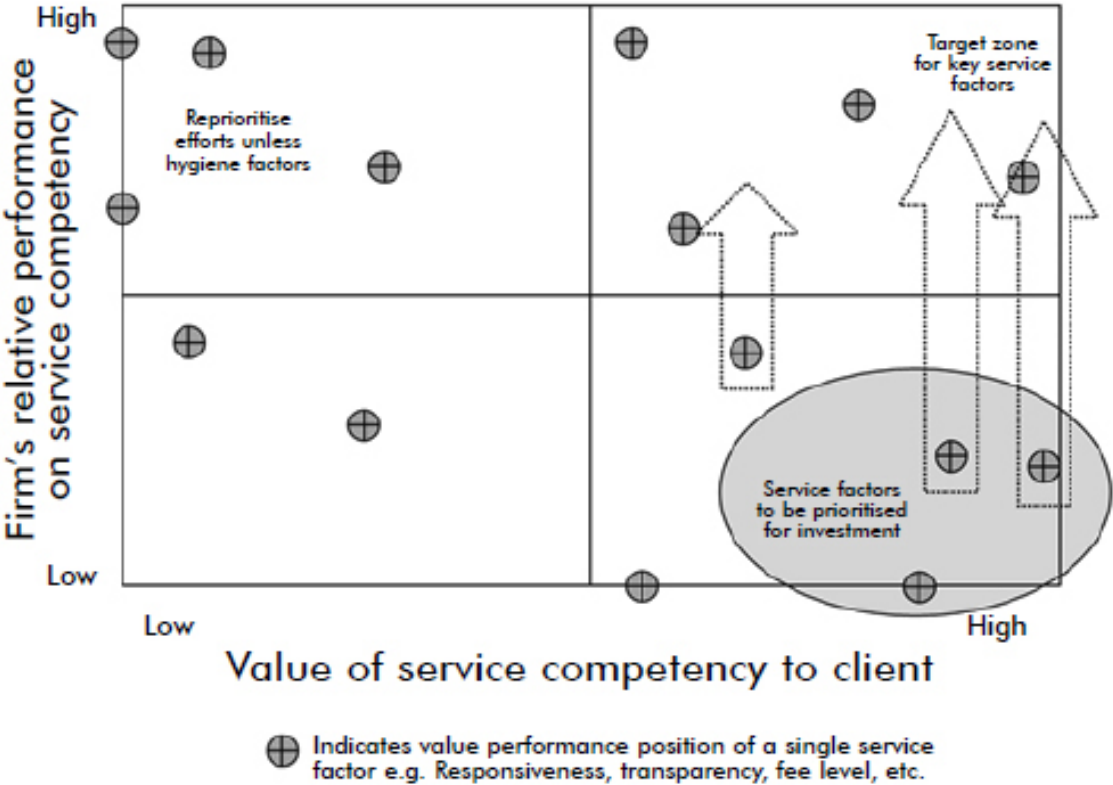 High
Target zone
for key service
factors
Reprioritise
efforts unless
hygiene factors
Firm's relative performance
on service competency
Service factors
to be prioritised
for investment
Low
Low
High
Value of service competency to client
Indicates value performance position of a single service
factor e.g. Responsiveness, transparency, fee level, etc.